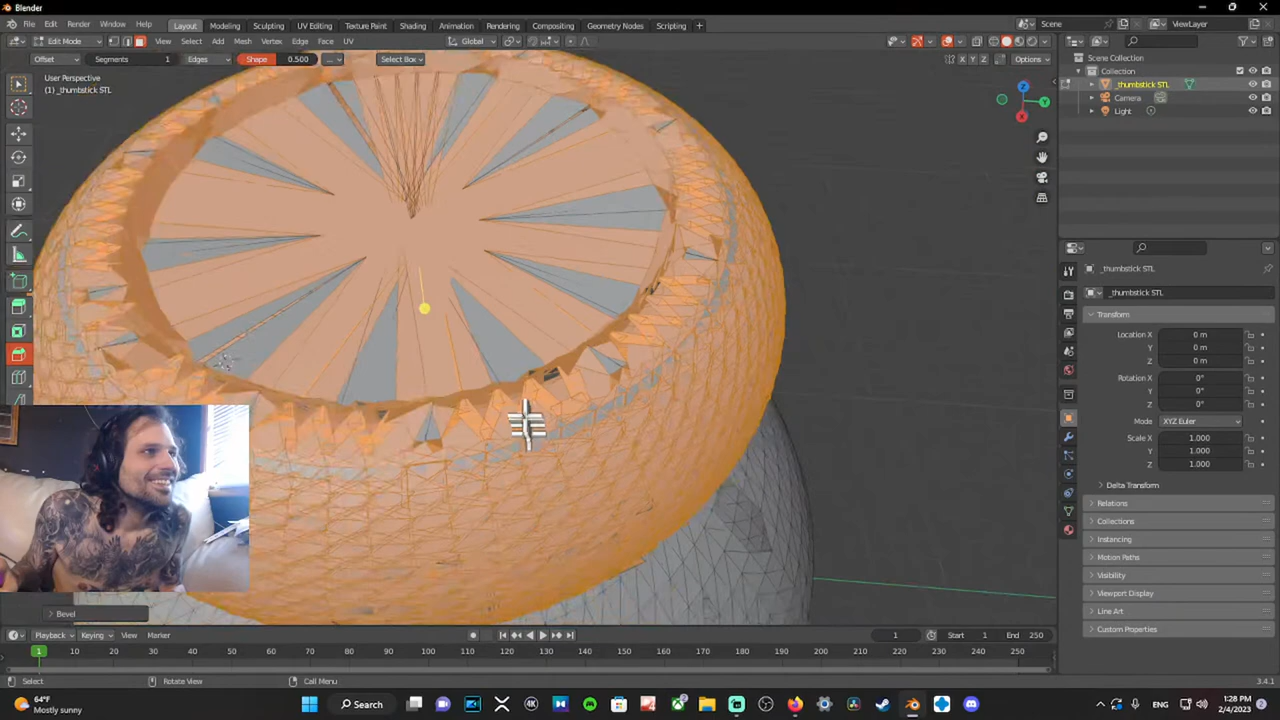 Blender
File Edit Render Window Help Layout Modeling Sculpting UV Editing Texture Paint Shading Animation Rendering Compositing Geometry Nodes Scripting + Scene ViewLayer
Edit Mode View Select Add Mesh Vertex Edge Face UV Global
Offset Segments 1 Edges Shape 0.500 ... Select Box X Y Z Options
User Perspective
(1) _thumbstick STL
Scene Collection
Collection
_thumbstick STL
Camera
Light
_thumbstick STL
_thumbstick STL
Transform
Location X 0 m
Y 0 m
Z 0 m
Rotation X 0°
Y 0°
Z 0°
Mode XYZ Euler
Scale X 1.000
Y 1.000
Z 1.000
Delta Transform
Relations
Collections
Instancing
Motion Paths
Visibility
Viewport Display
Line Art
Custom Properties
Bevel
Playback Keying View Marker 1 Start 1 End 250
1 10 20 30 40 50 60 70 80 90 100 110 120 130 140 150 160 170 180 190 200 210 220 230 240 250
Select Rotate View Call Menu 3.4.1
64°F
Mostly sunny
Search
4K
ENG
1:28 PM
2/4/2023